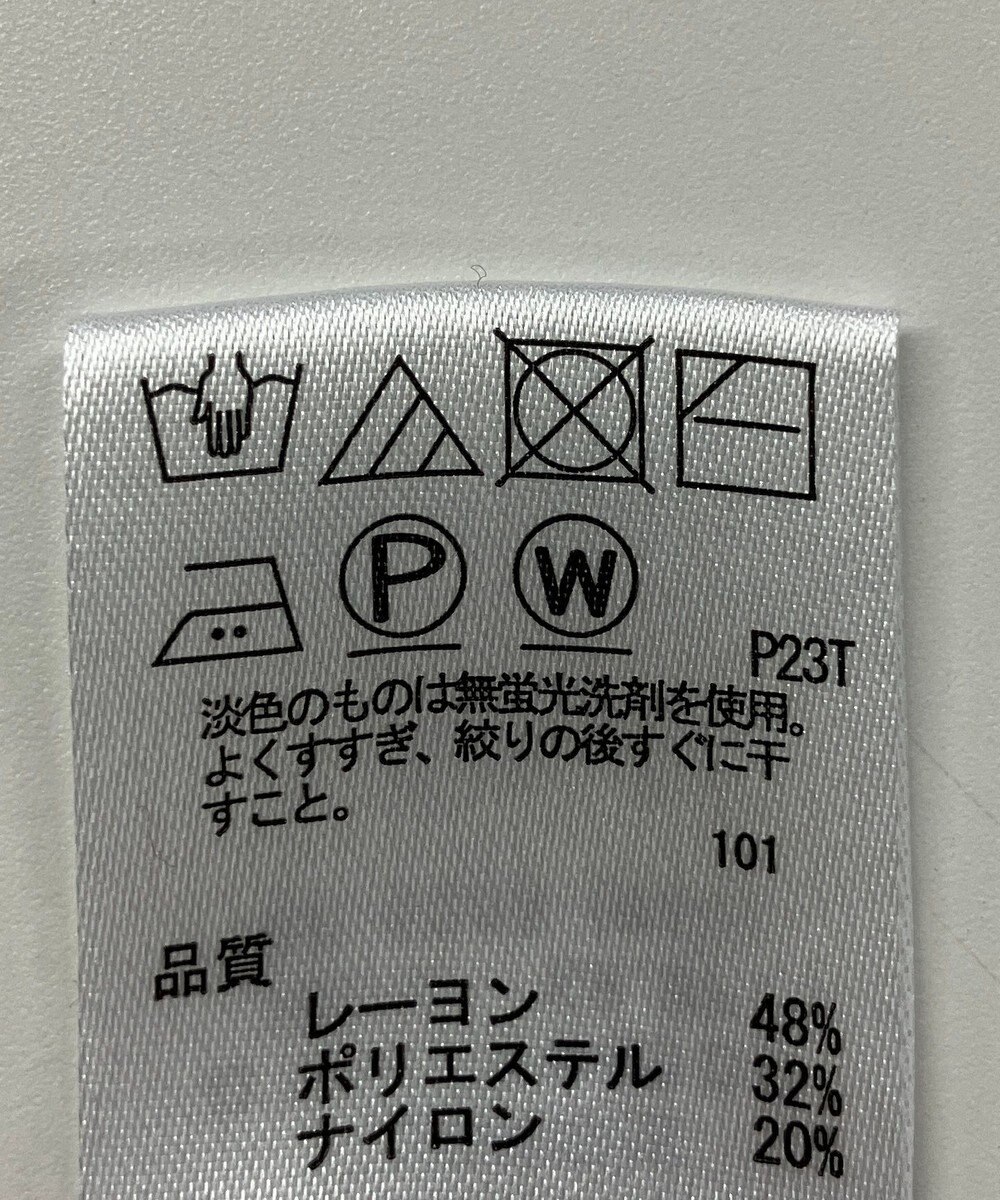 P W
P23T
淡色のものは無蛍光洗剤を使用。
よくすすぎ、絞りの後すぐに干
すこと。
101
品質
レーヨン 48%
ポリエステル 32%
ナイロン 20%